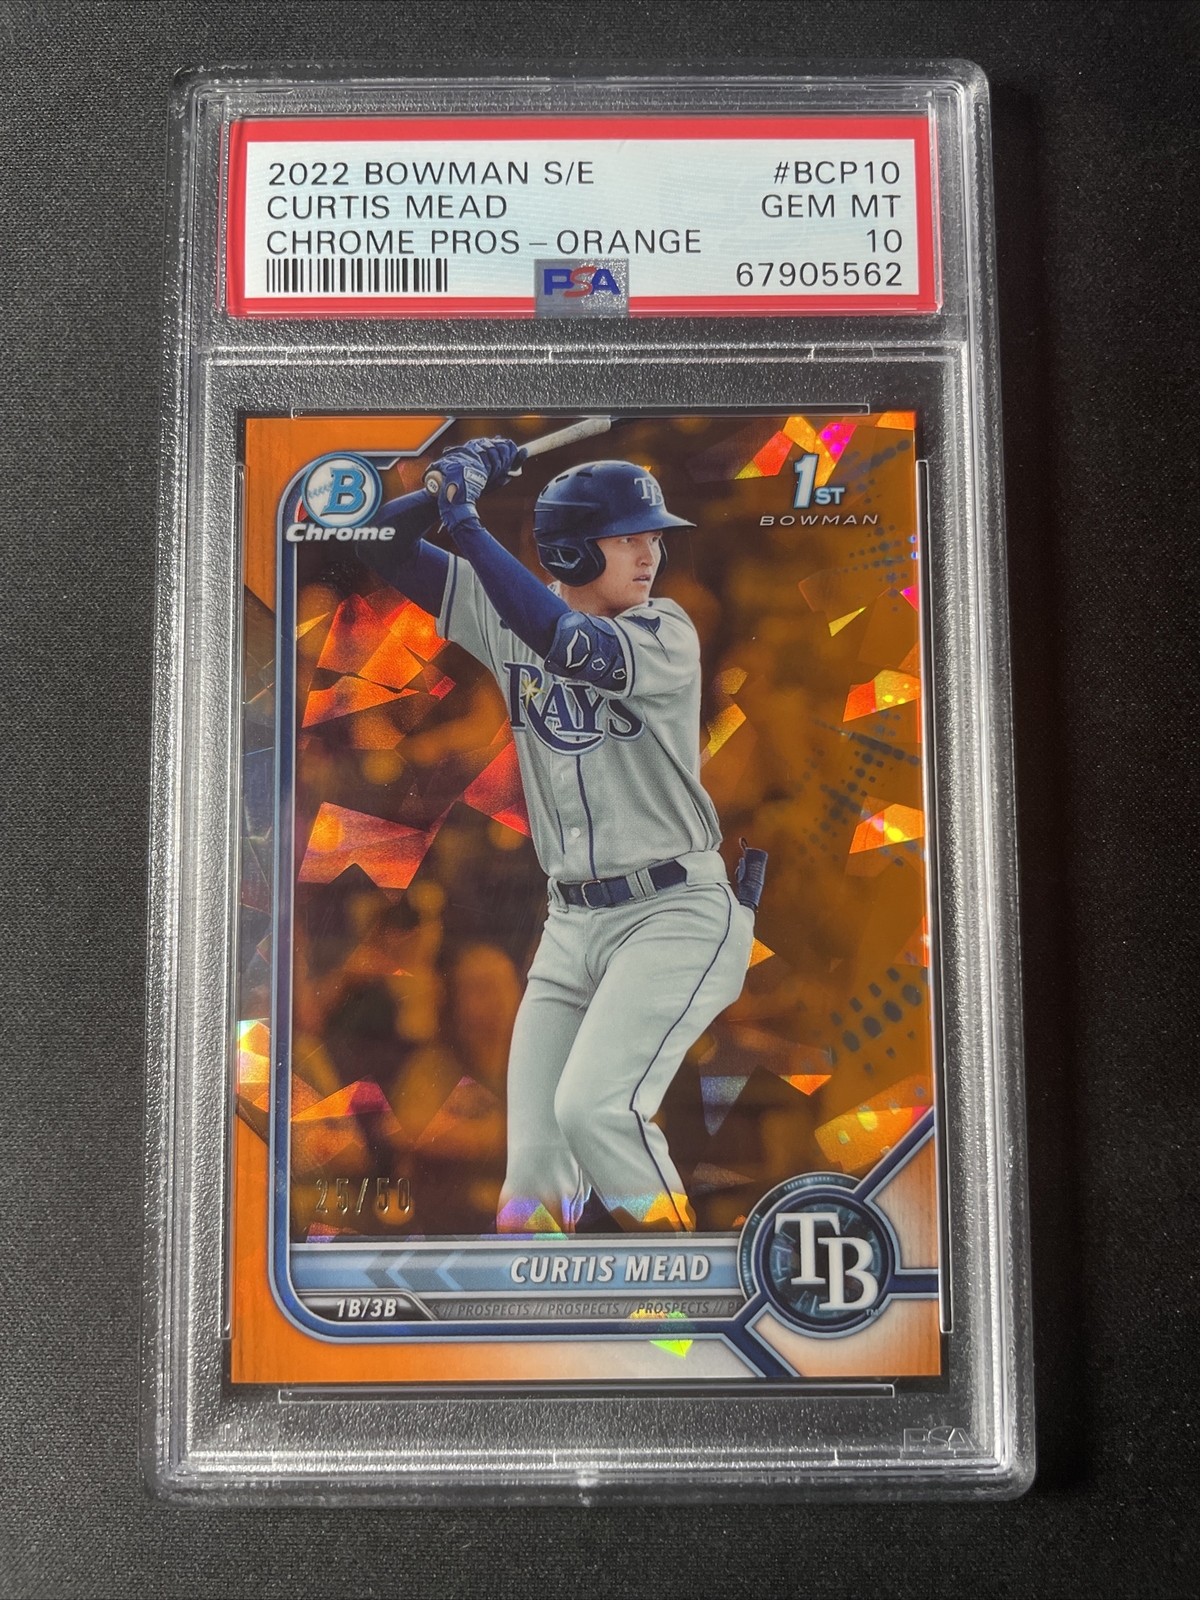 2022 BOWMAN S/E #BCP10
CURTIS MEAD GEM MT
CHROME PROS - ORANGE 10
PSA 67905562
B
Chrome
1ST
BOWMAN
TB
RAYS
25/50
CURTIS MEAD
TB
TM
1B/3B // PROSPECTS // PROSPECTS // PROSPECTS // P
PSA